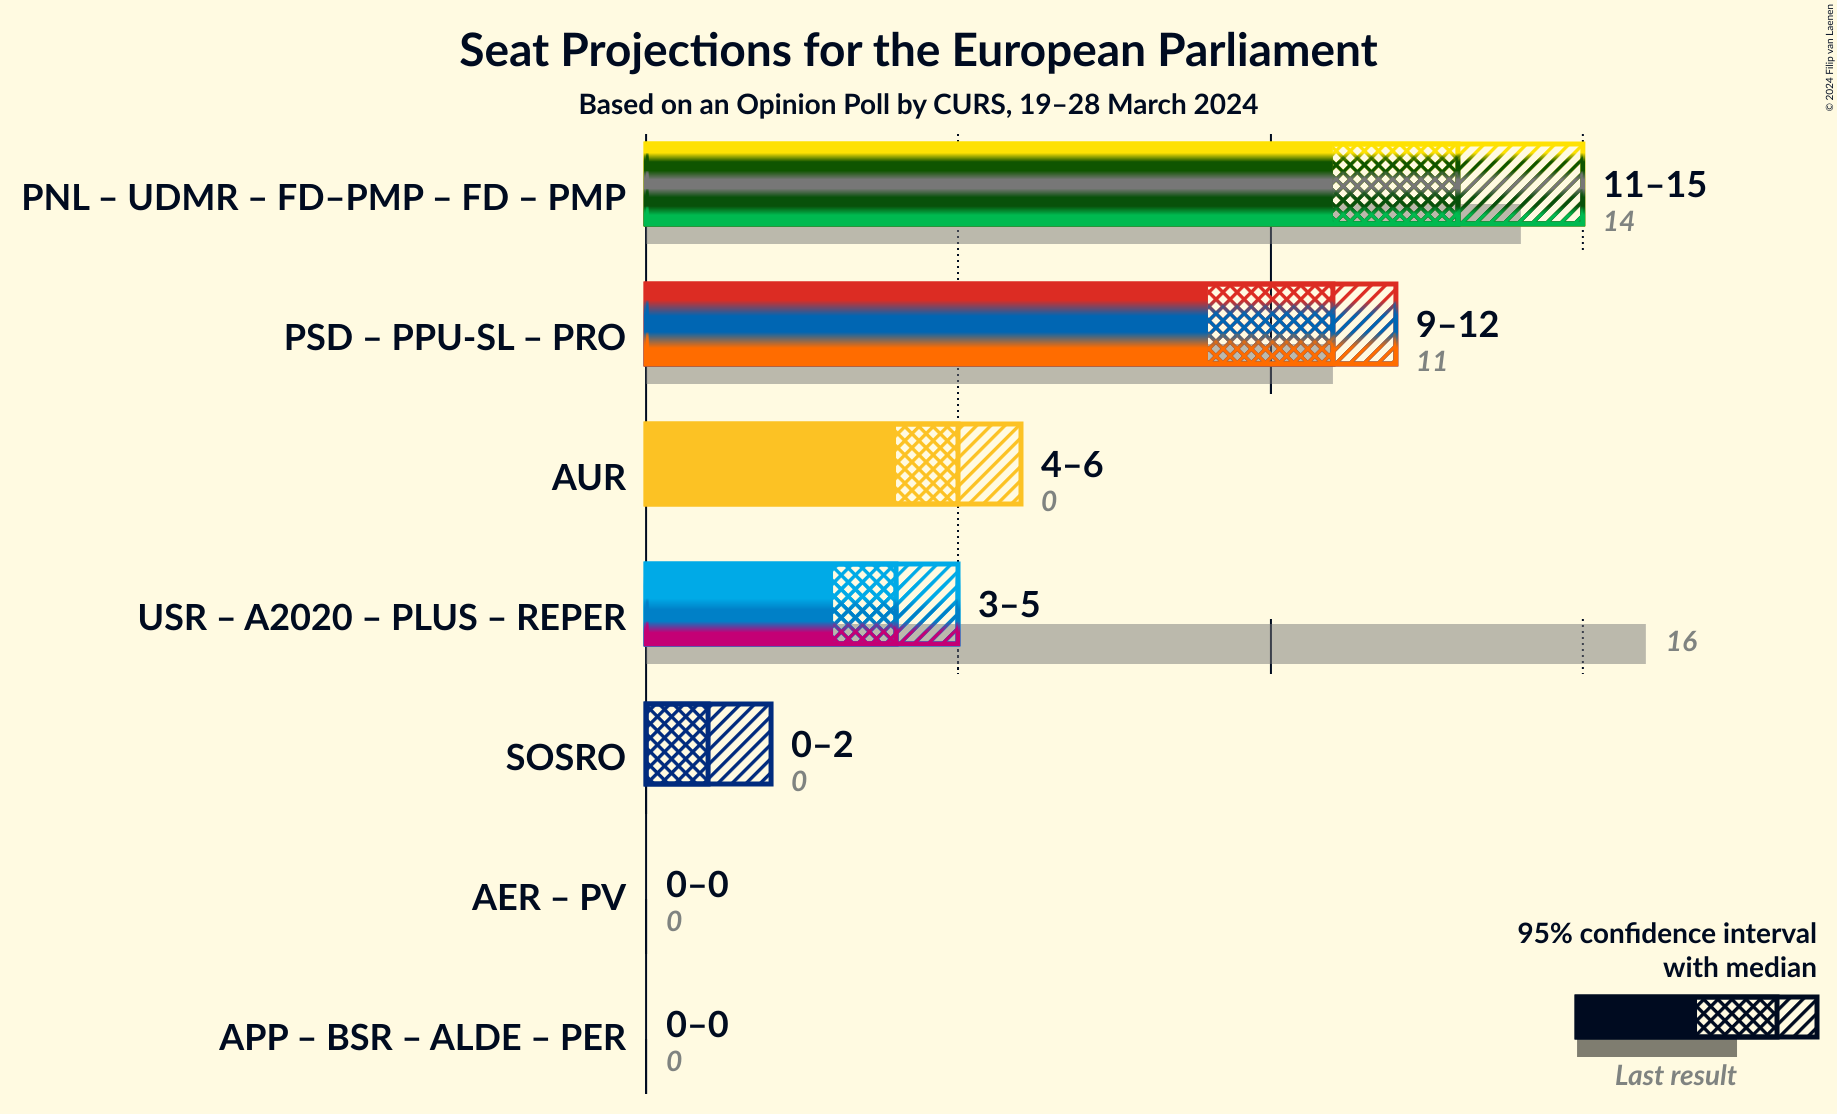 Seat Projections for the European Parliament
Based on an Opinion Poll by CURS, 19–28 March 2024
© 2024 Filip van Laenen
PNL – UDMR – FD–PMP – FD – PMP
11–15
14
PSD – PPU-SL – PRO
9–12
11
AUR
4–6
0
USR – A2020 – PLUS – REPER
3–5
16
SOSRO
0–2
0
AER – PV
0–0
0
APP – BSR – ALDE – PER
0–0
0
95% confidence interval
with median
Last result